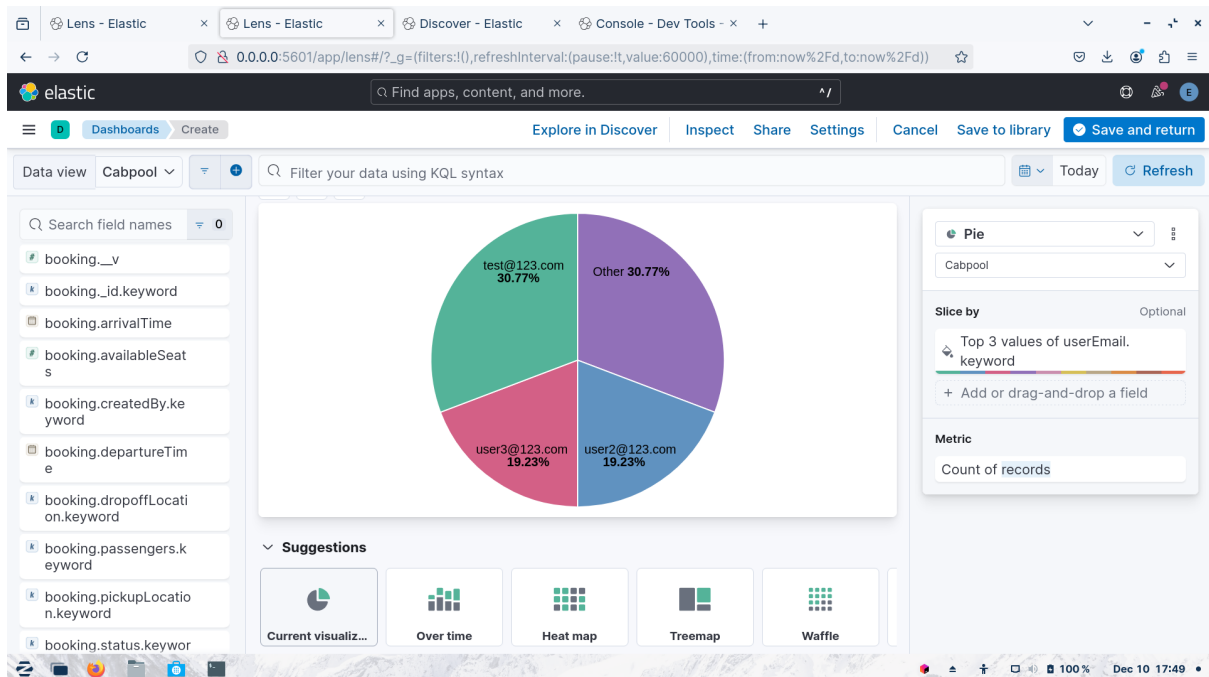 Lens - Elastic
Lens - Elastic
Discover - Elastic
Console - Dev Tools -
0.0.0.0:5601/app/lens#/?_g=(filters:!(),refreshInterval:(pause:!t,value:60000),time:(from:now%2Fd,to:now%2Fd))
elastic
Find apps, content, and more.
^/
E
D
Dashboards
Create
Explore in Discover
Inspect
Share
Settings
Cancel
Save to library
Save and return
Data view
Cabpool
Filter your data using KQL syntax
Today
Refresh
Search field names
0
# booking.__v
k booking._id.keyword
booking.arrivalTime
# booking.availableSeat
s
k booking.createdBy.ke
yword
booking.departureTim
e
k booking.dropoffLocati
on.keyword
k booking.passengers.k
eyword
k booking.pickupLocatio
n.keyword
k booking.status.keywor
test@123.com
30.77%
Other 30.77%
user3@123.com
19.23%
user2@123.com
19.23%
Suggestions
Current visualiz...
Over time
Heat map
Treemap
Waffle
Pie
Cabpool
Slice by
Optional
Top 3 values of userEmail.
keyword
+ Add or drag-and-drop a field
Metric
Count of records
100 %
Dec 10 17:49